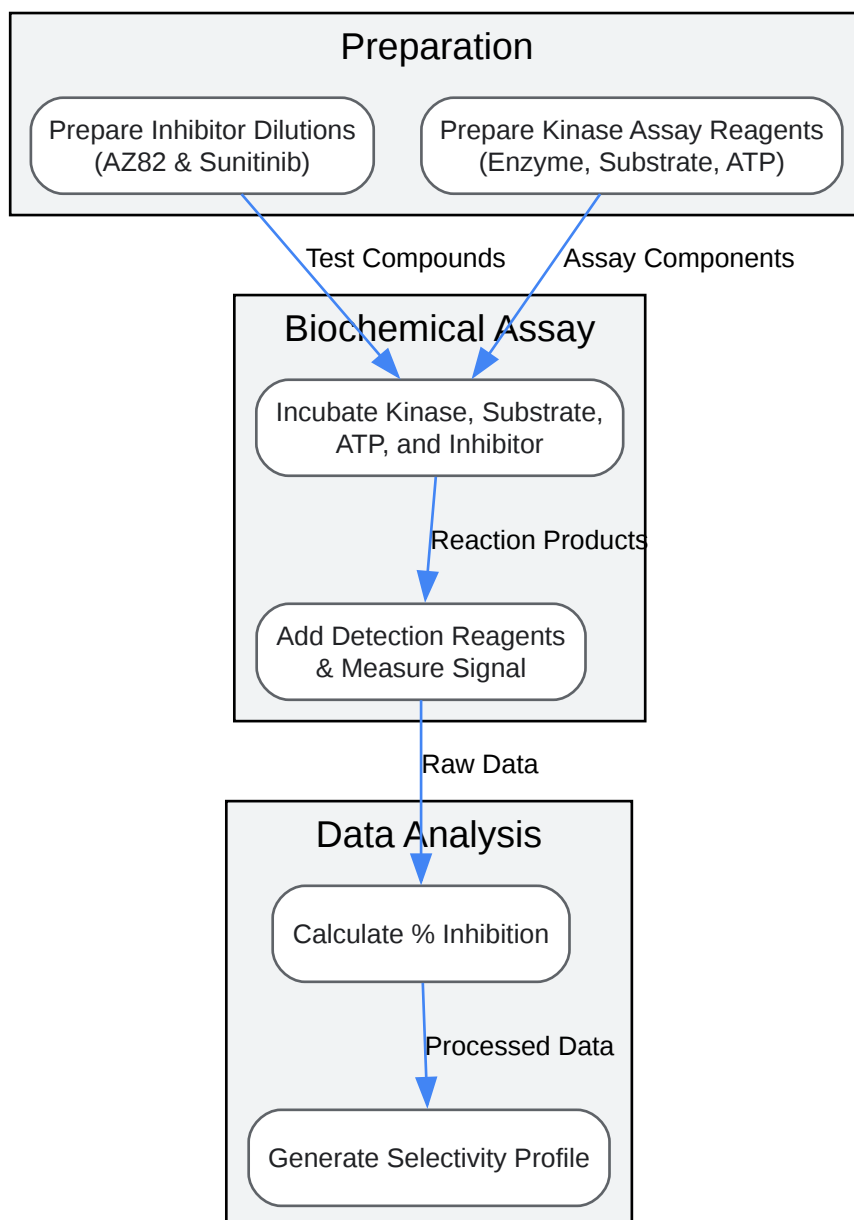 Preparation
Prepare Inhibitor Dilutions
(AZ82 & Sunitinib)
Prepare Kinase Assay Reagents
(Enzyme, Substrate, ATP)
Test Compounds
Assay Components
Biochemical Assay
Incubate Kinase, Substrate,
ATP, and Inhibitor
Reaction Products
Add Detection Reagents
& Measure Signal
Raw Data
Data Analysis
Calculate % Inhibition
Processed Data
Generate Selectivity Profile